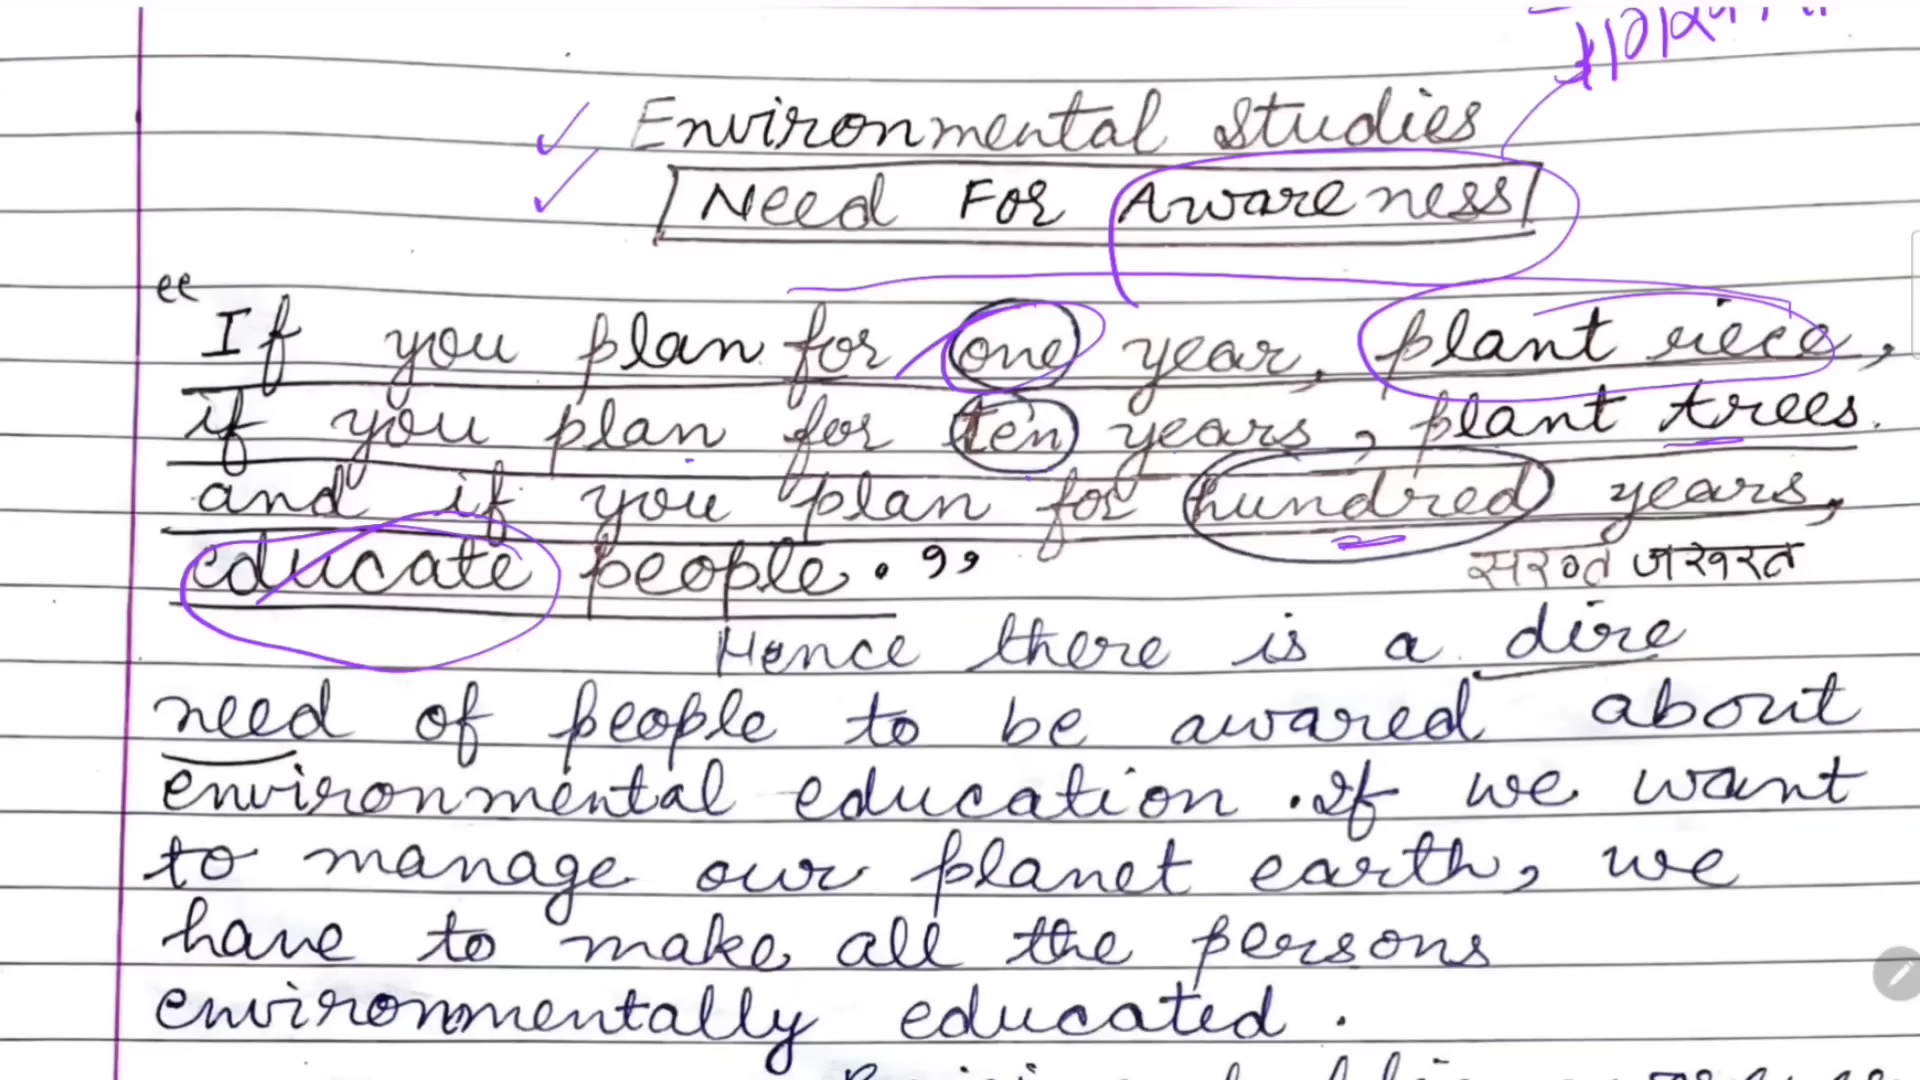 Environmental Studies
Need For Awareness
"If you plan for one year, plant riece,
if you plan for ten years, plant trees.
and if you plan for hundred years,
educate people."
सख्त जरूरत
Hence there is a dire
need of people to be awared about
environmental education. If we want
to manage our planet earth, we
have to make all the persons
environmentally educated.